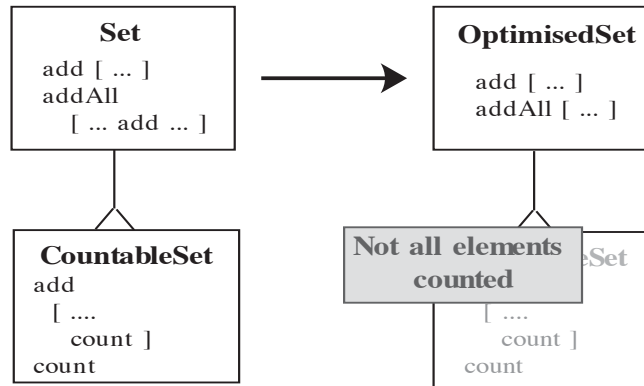 Set
add [ ... ]
addAll
[ ... add ... ]
OptimisedSet
add [ ... ]
addAll [ ... ]
CountableSet
add
[ ....
count ]
count
Not all elements
counted
eSet
[ ....
count ]
count